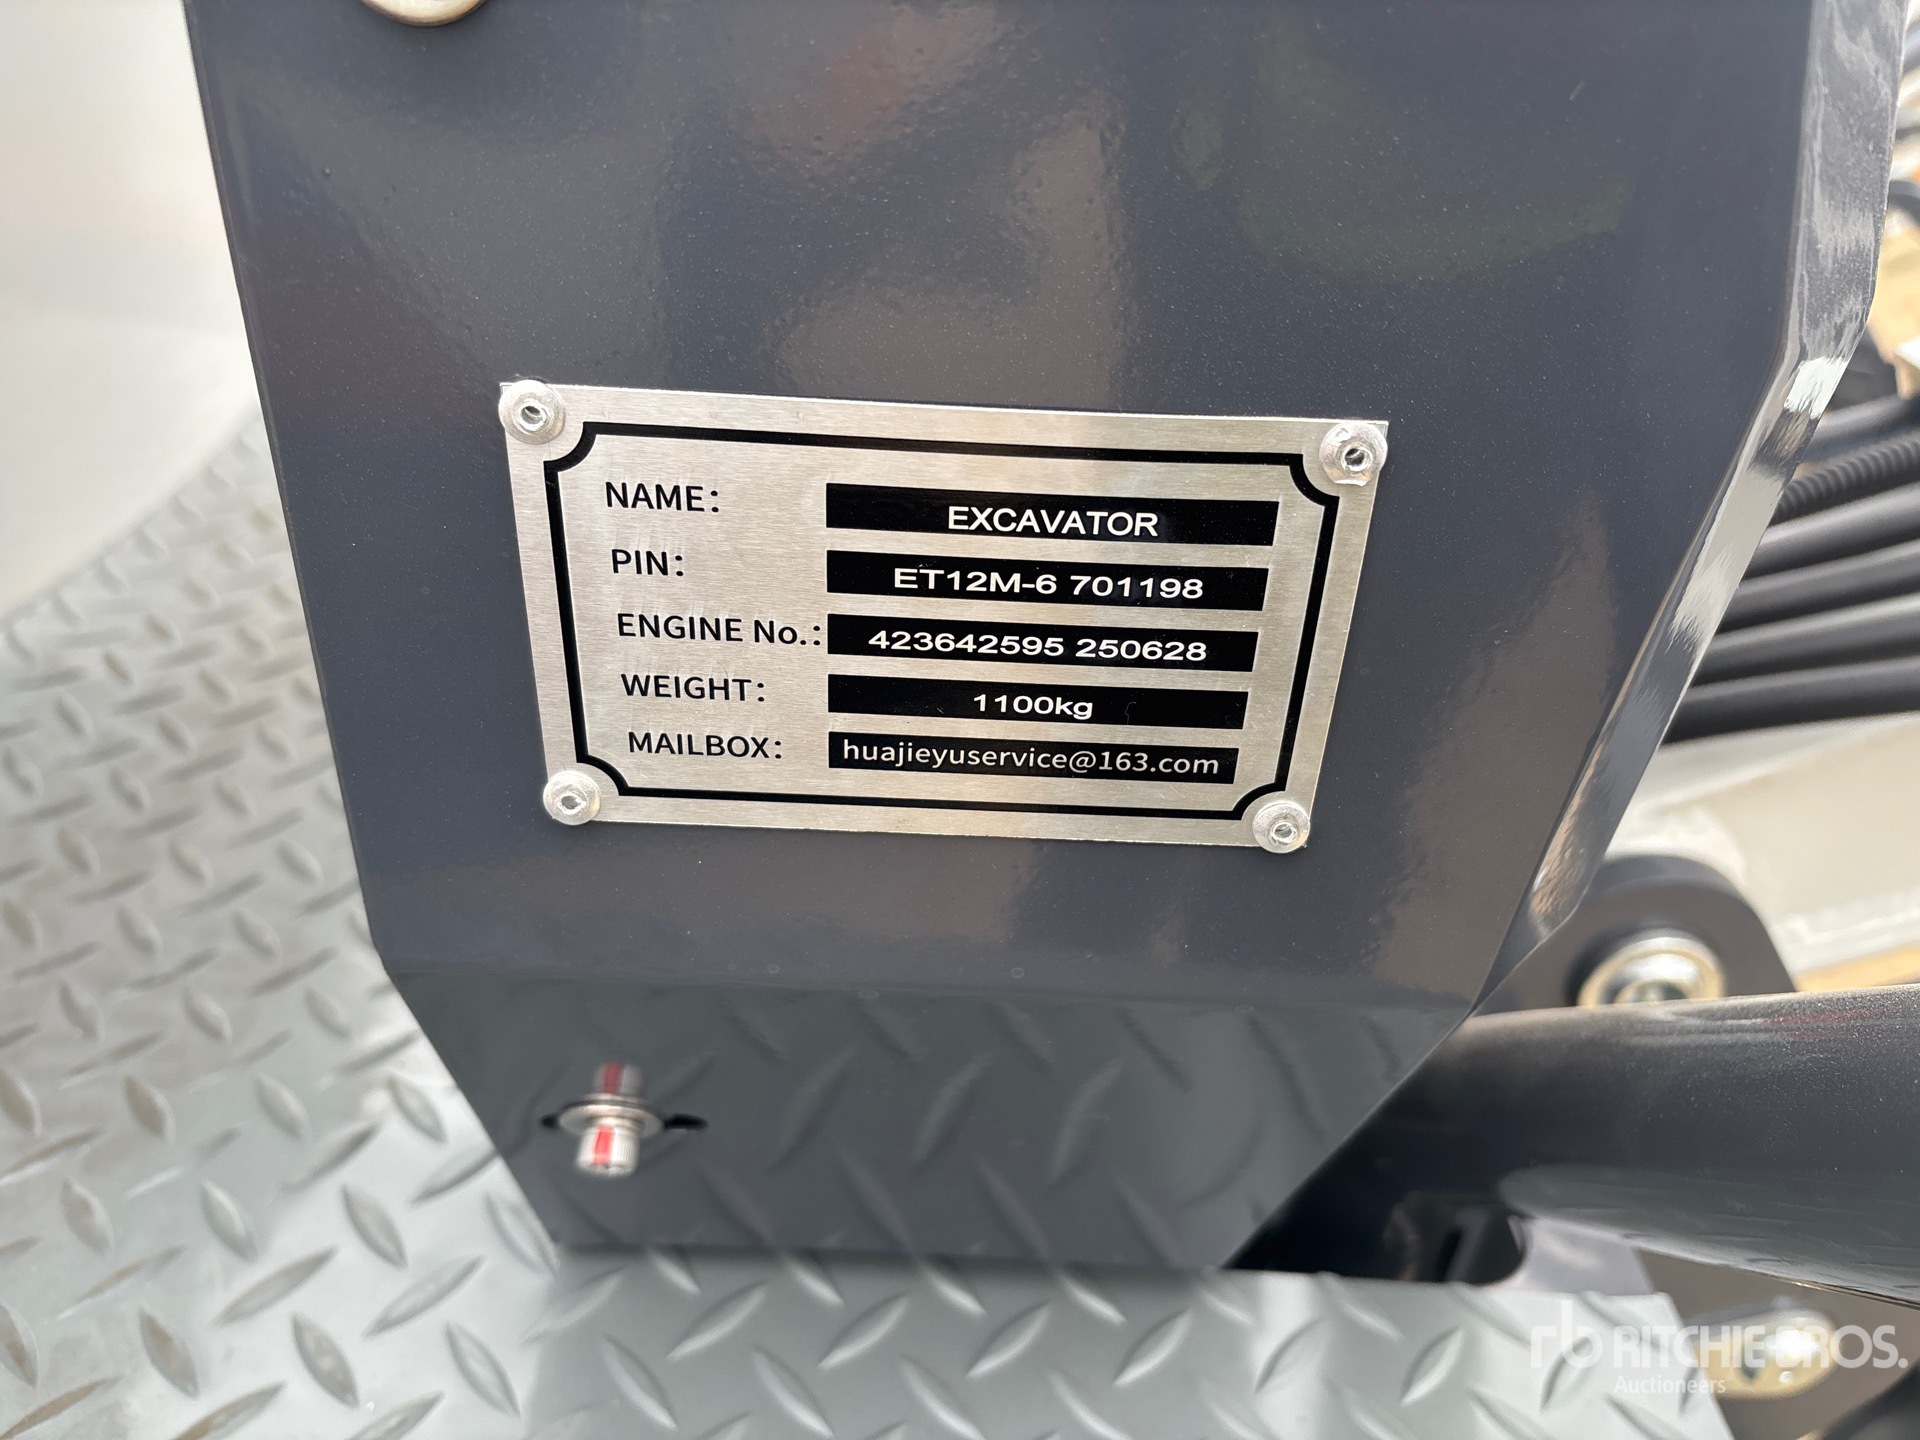 NAME: EXCAVATOR
PIN: ET12M-6 701198
ENGINE No.: 423642595 250628
WEIGHT: 1100kg
MAILBOX: huajieyuservice@163.com
rb RITCHIE BROS.
Auctioneers